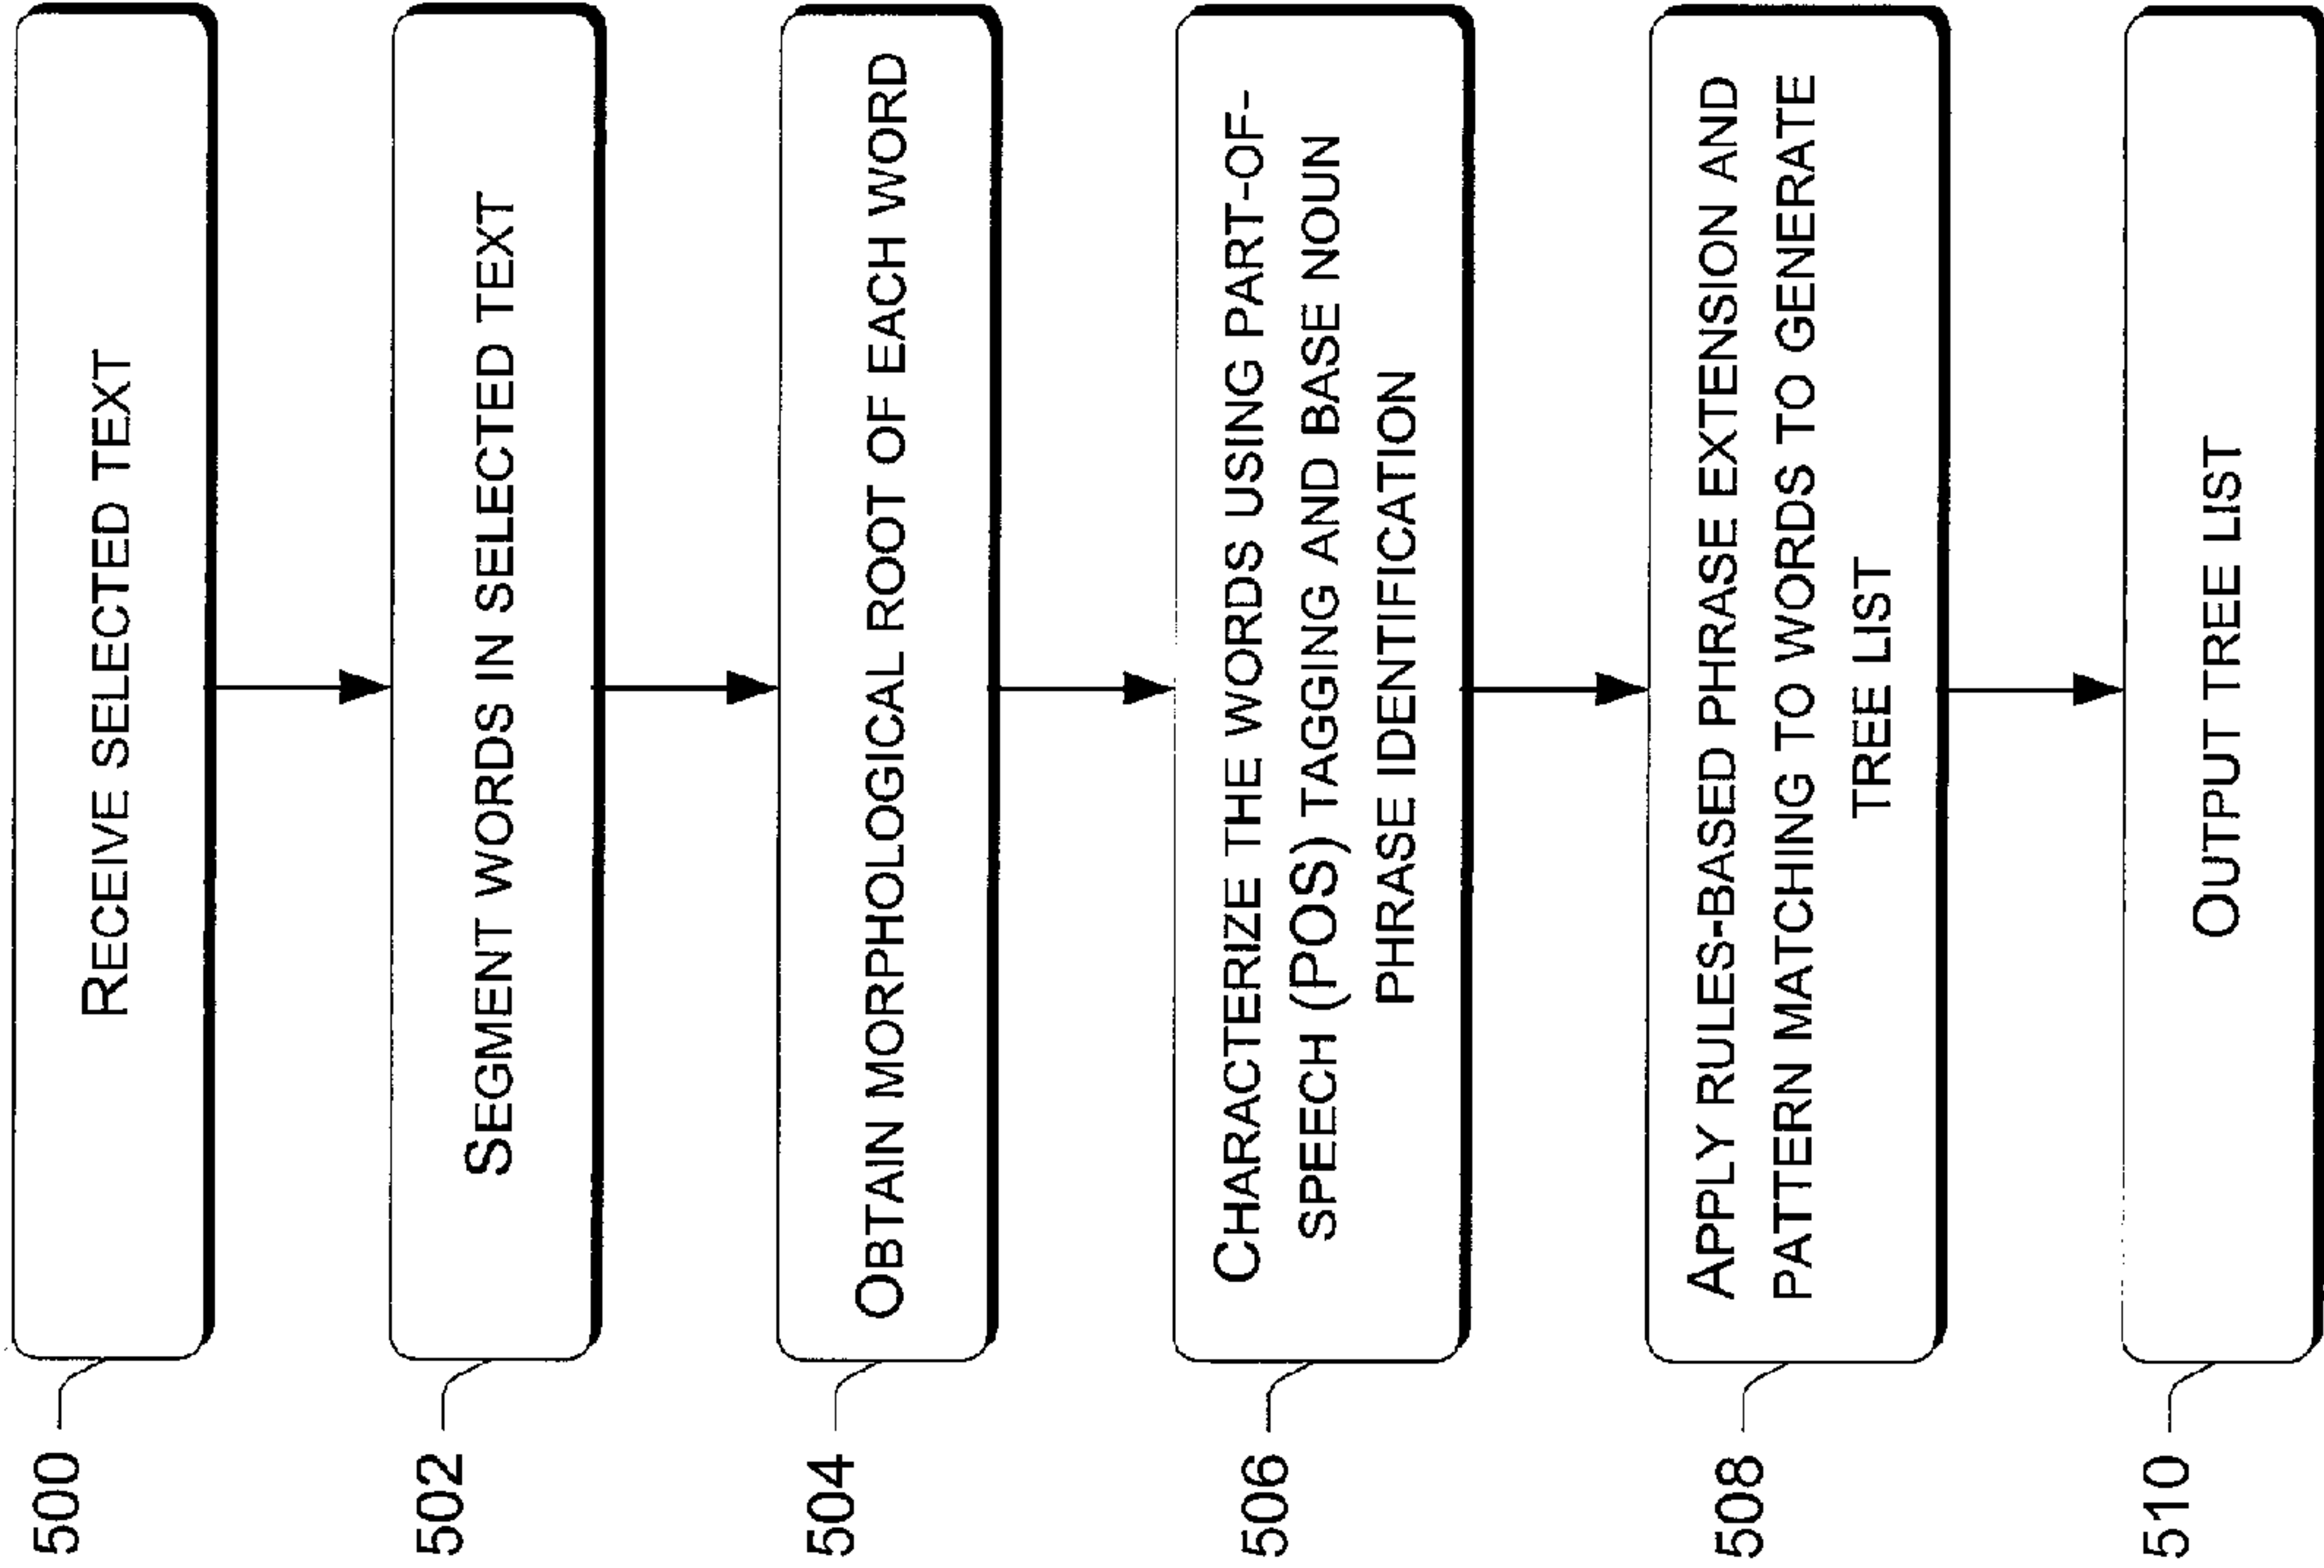 500
RECEIVE SELECTED TEXT
502
SEGMENT WORDS IN SELECTED TEXT
504
OBTAIN MORPHOLOGICAL ROOT OF EACH WORD
506
CHARACTERIZE THE WORDS USING PART-OF-
SPEECH (POS) TAGGING AND BASE NOUN
PHRASE IDENTIFICATION
508
APPLY RULES-BASED PHRASE EXTENSION AND
PATTERN MATCHING TO WORDS TO GENERATE
TREE LIST
510
OUTPUT TREE LIST